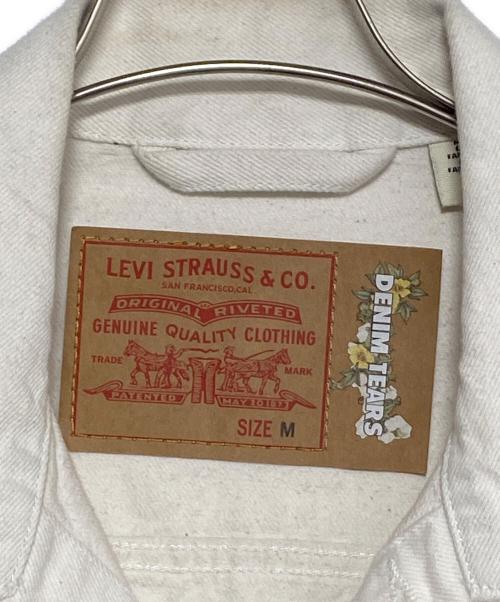 LEVI STRAUSS & CO.
SAN FRANCISCO, CAL.
ORIGINAL RIVETED
GENUINE QUALITY CLOTHING
TRADE MARK
PATENTED MAY 20 1873
SIZE M
DENIM TEARS